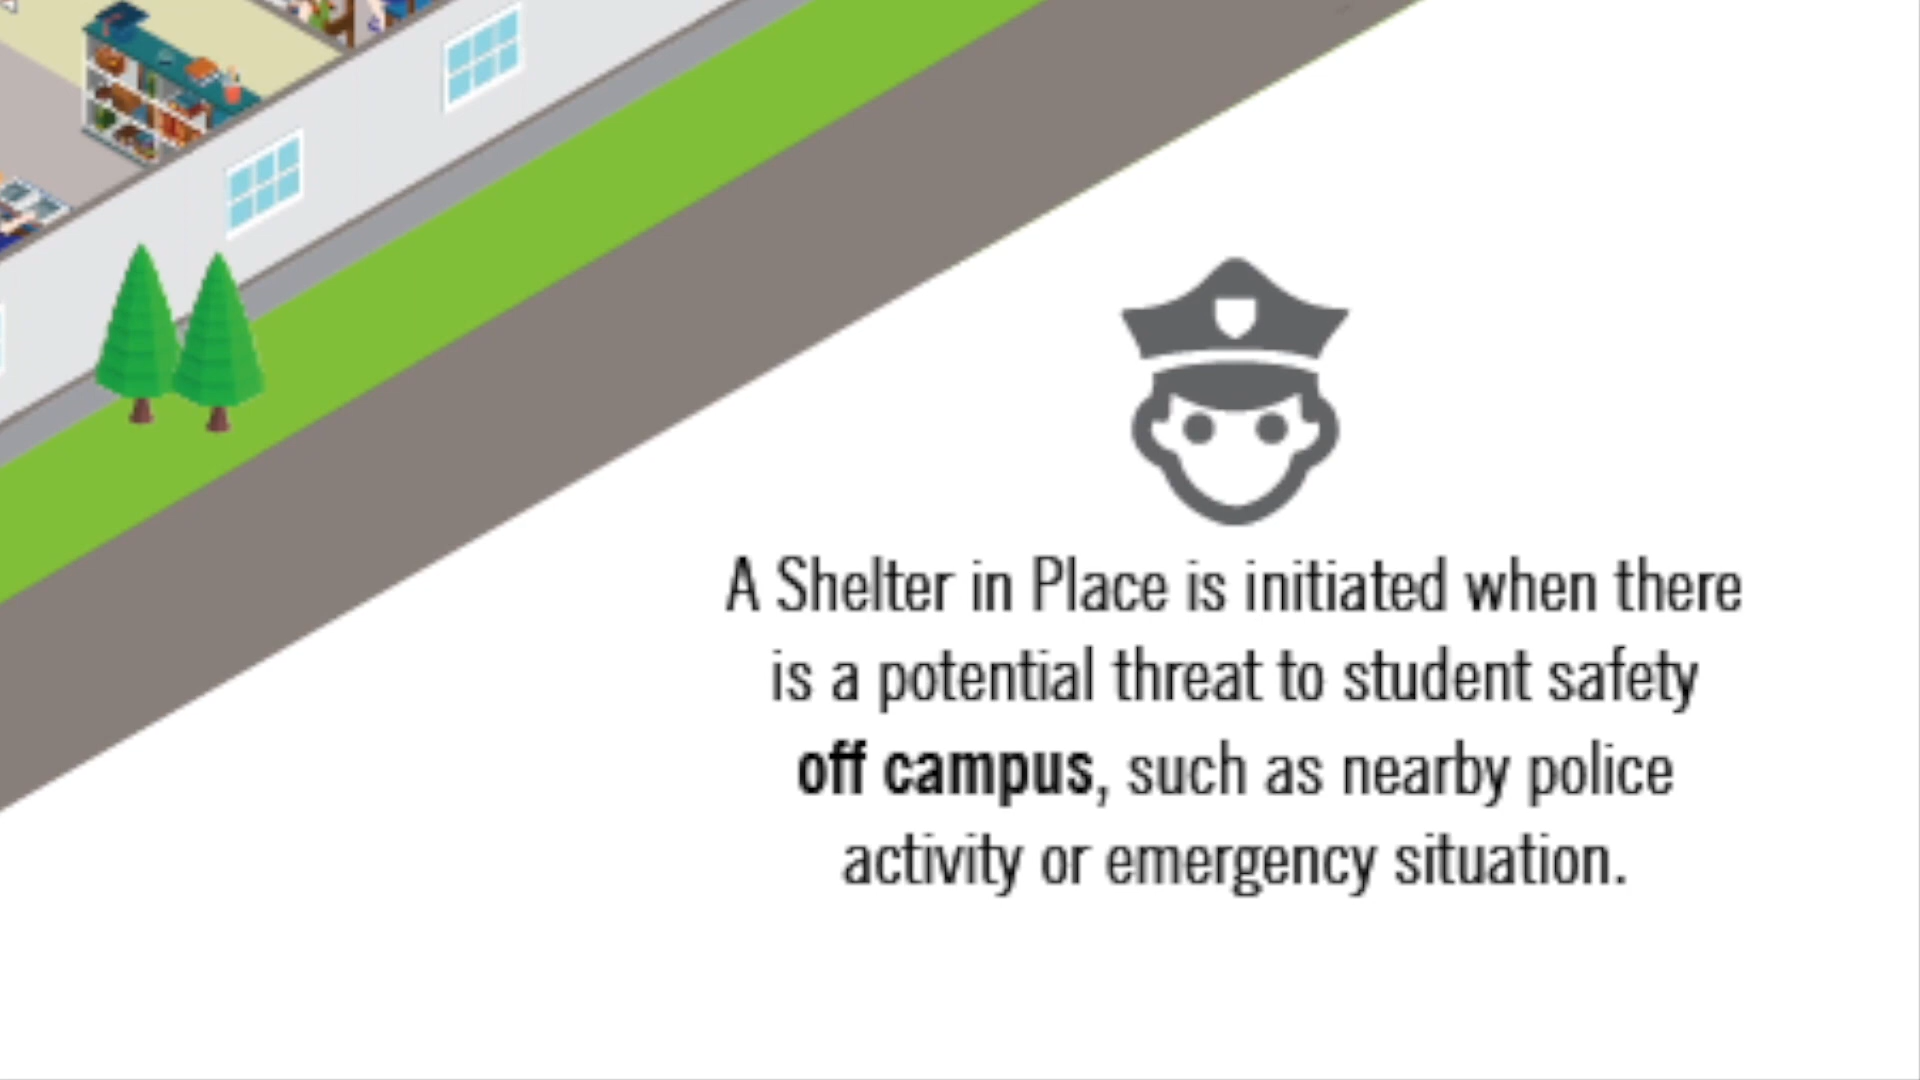 A Shelter in Place is initiated when there
is a potential threat to student safety
off campus, such as nearby police
activity or emergency situation.